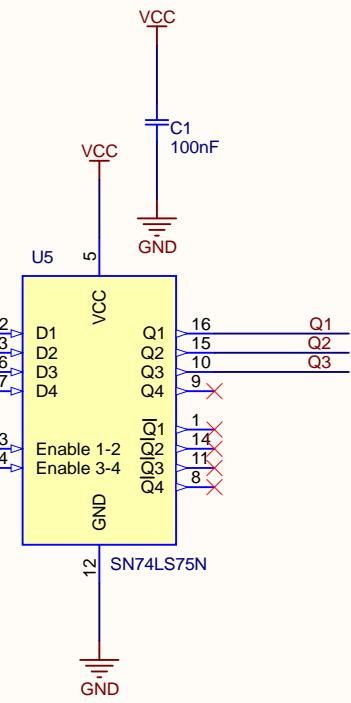 VCC
C1
100nF
VCC
GND
U5
5
VCC
2 D1 Q1 16 Q1
3 D2 Q2 15 Q2
6 D3 Q3 10 Q3
7 D4 Q4 9
Q1 1
3 Enable 1-2 Q2 14
4 Enable 3-4 Q3 11
Q4 8
GND
12
SN74LS75N
GND